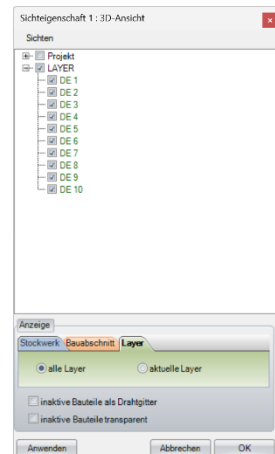 Sichteigenschaft 1 : 3D-Ansicht
Sichten
Projekt
LAYER
DE 1
DE 2
DE 3
DE 4
DE 5
DE 6
DE 7
DE 8
DE 9
DE 10
Anzeige
Stockwerk Bauabschnitt Layer
alle Layer aktuelle Layer
inaktive Bauteile als Drahtgitter
inaktive Bauteile transparent
Anwenden Abbrechen OK